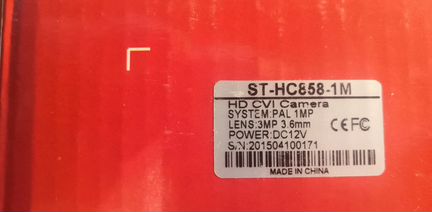 ST-HC858-1M
HD CVI Camera
SYSTEM:PAL 1MP
LENS:3MP 3.6mm
POWER:DC12V
S/N:201504100171
CE FC
MADE IN CHINA